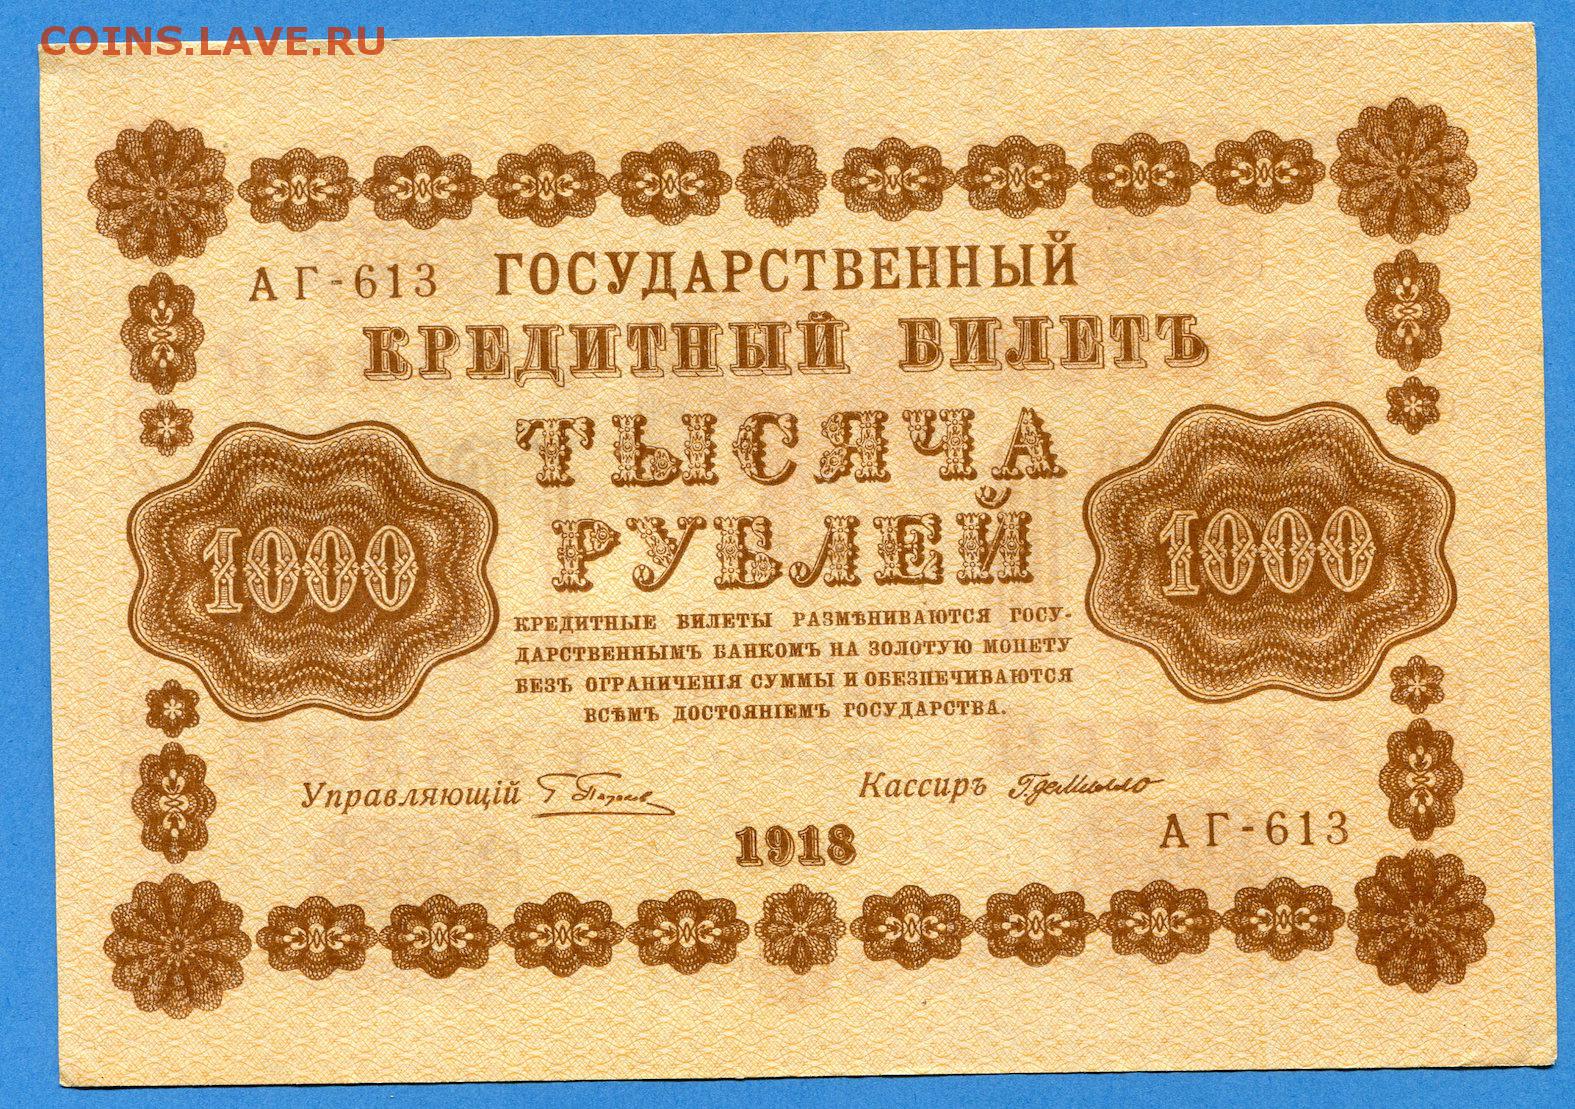 COINS.LAVE.RU
АГ-613 ГОСУДАРСТВЕННЫЙ
КРЕДИТНЫЙ БИЛЕТЪ
ТЫСЯЧА
РУБЛЕЙ
1000 1000
КРЕДИТНЫЕ БИЛЕТЫ РАЗМѢНИВАЮТСЯ ГОСУ-
ДАРСТВЕННЫМЪ БАНКОМЪ НА ЗОЛОТУЮ МОНЕТУ
БЕЗЪ ОГРАНИЧЕНІЯ СУММЫ И ОБЕЗПЕЧИВАЮТСЯ
ВСѢМЪ ДОСТОЯНІЕМЪ ГОСУДАРСТВА.
Управляющій Кассиръ Гдемилло
1918
АГ-613